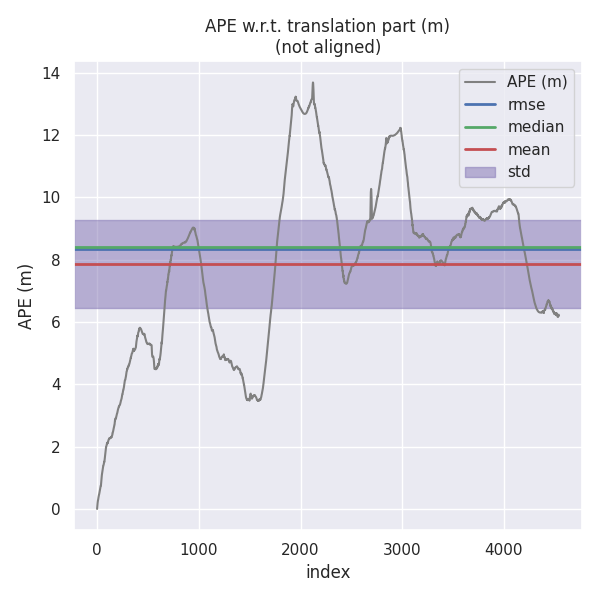 APE w.r.t. translation part (m)
(not aligned)
APE (m)
rmse
median
mean
std
APE (m)
14
12
10
8
6
4
2
0
0 1000 2000 3000 4000
index